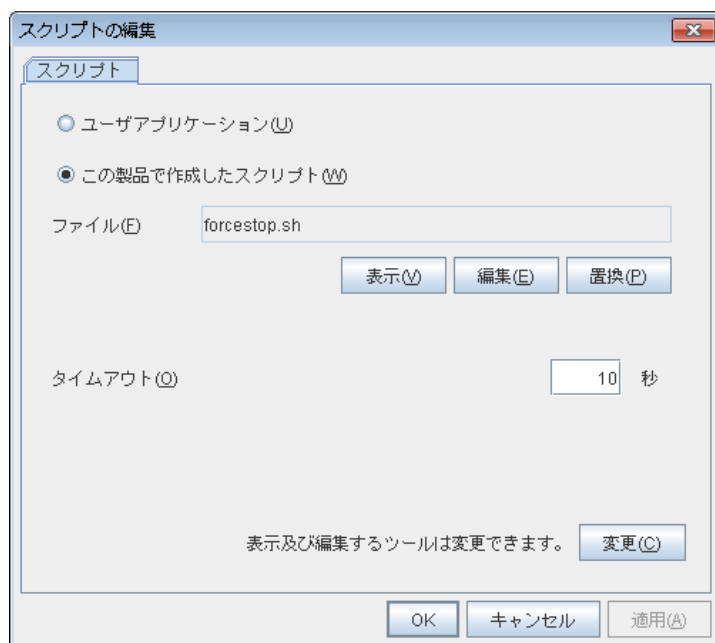 スクリプトの編集
スクリプト
ユーザアプリケーション(U)
この製品で作成したスクリプト(W)
ファイル(F) forcestop.sh
表示(V) 編集(E) 置換(P)
タイムアウト(O) 10 秒
表示及び編集するツールは変更できます。 変更(C)
OK キャンセル 適用(A)